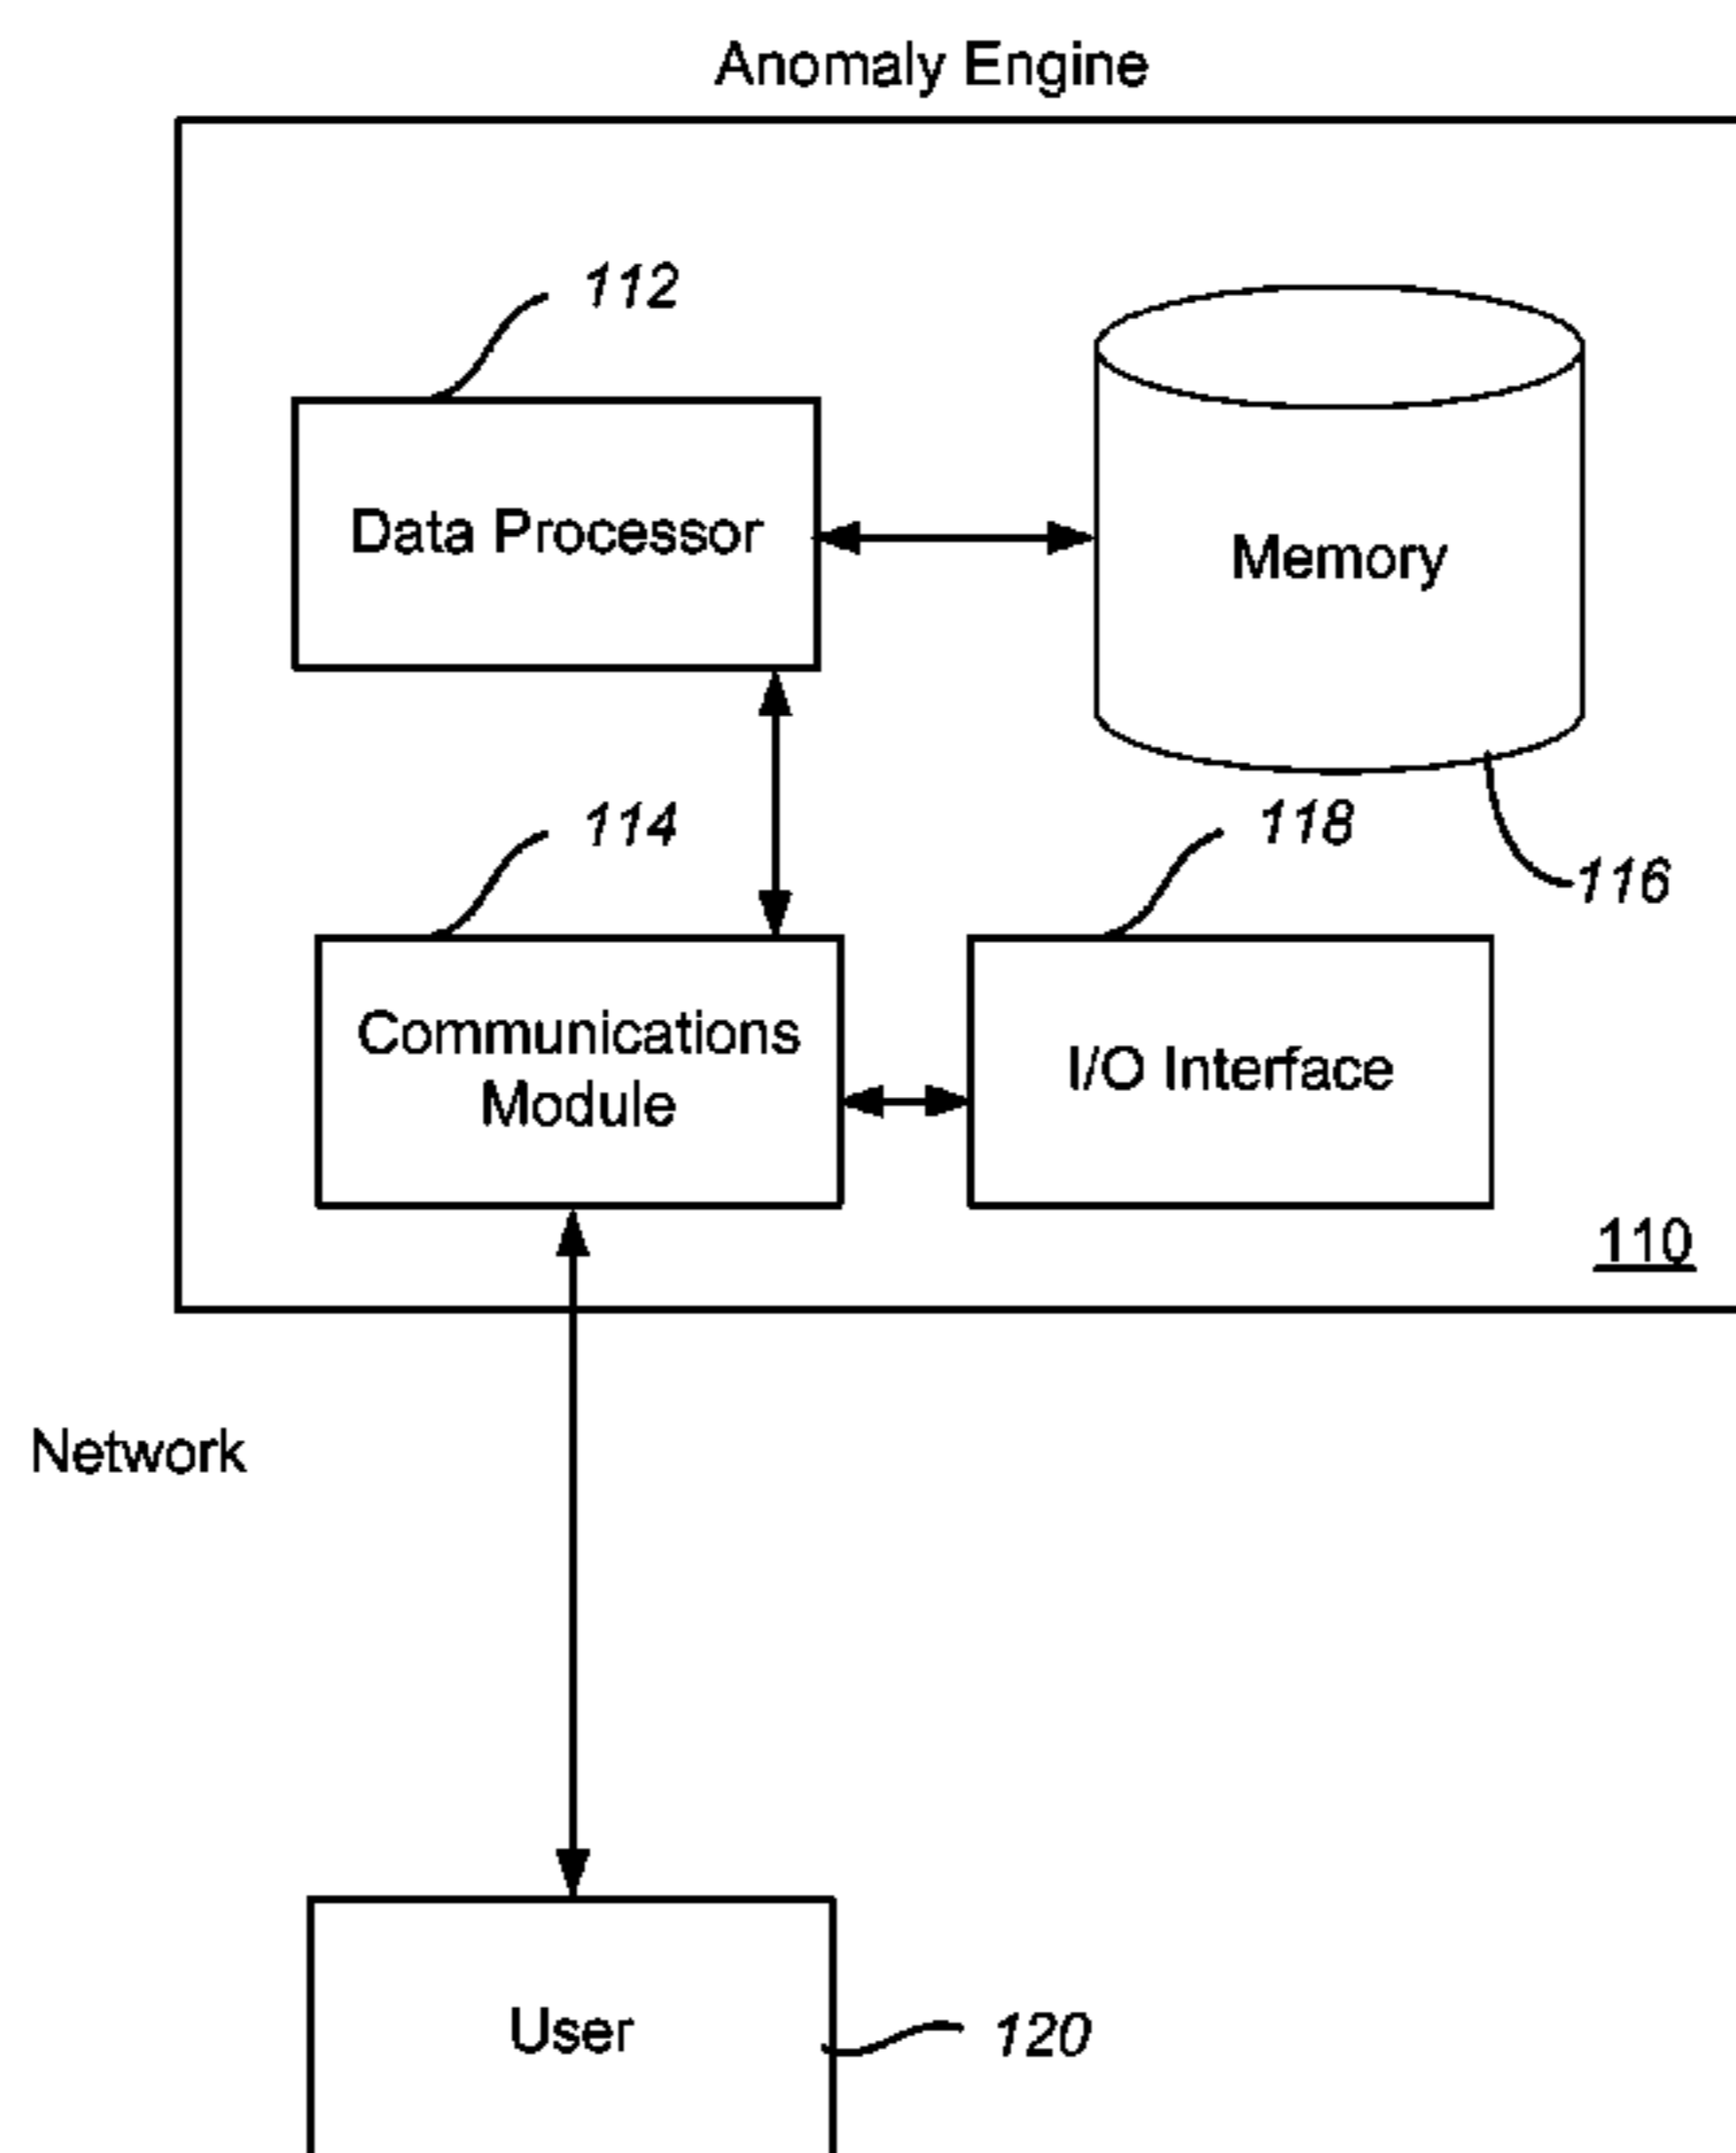 Anomaly Engine
112
Data Processor
Memory
114
118
116
Communications
Module
I/O Interface
110
Network
User
120